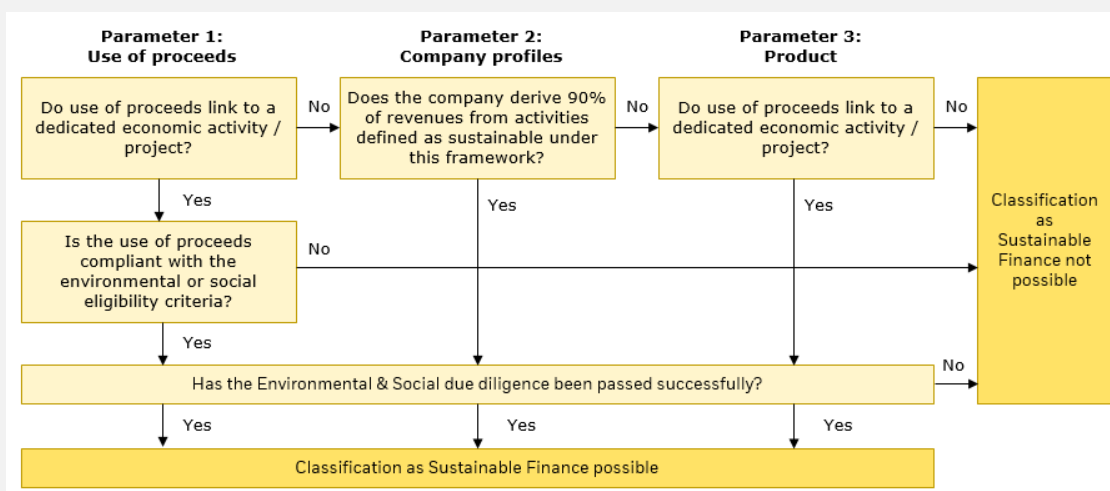 Parameter 1:
Use of proceeds
Parameter 2:
Company profiles
Parameter 3:
Product
Do use of proceeds link to a
dedicated economic activity /
project?
No
Does the company derive 90%
of revenues from activities
defined as sustainable under
this framework?
No
Do use of proceeds link to a
dedicated economic activity /
project?
No
Yes
Yes
Yes
Classification
as
Sustainable
Finance not
possible
Is the use of proceeds
compliant with the
environmental or social
eligibility criteria?
No
Yes
Has the Environmental & Social due diligence been passed successfully?
No
Yes
Yes
Yes
Classification as Sustainable Finance possible